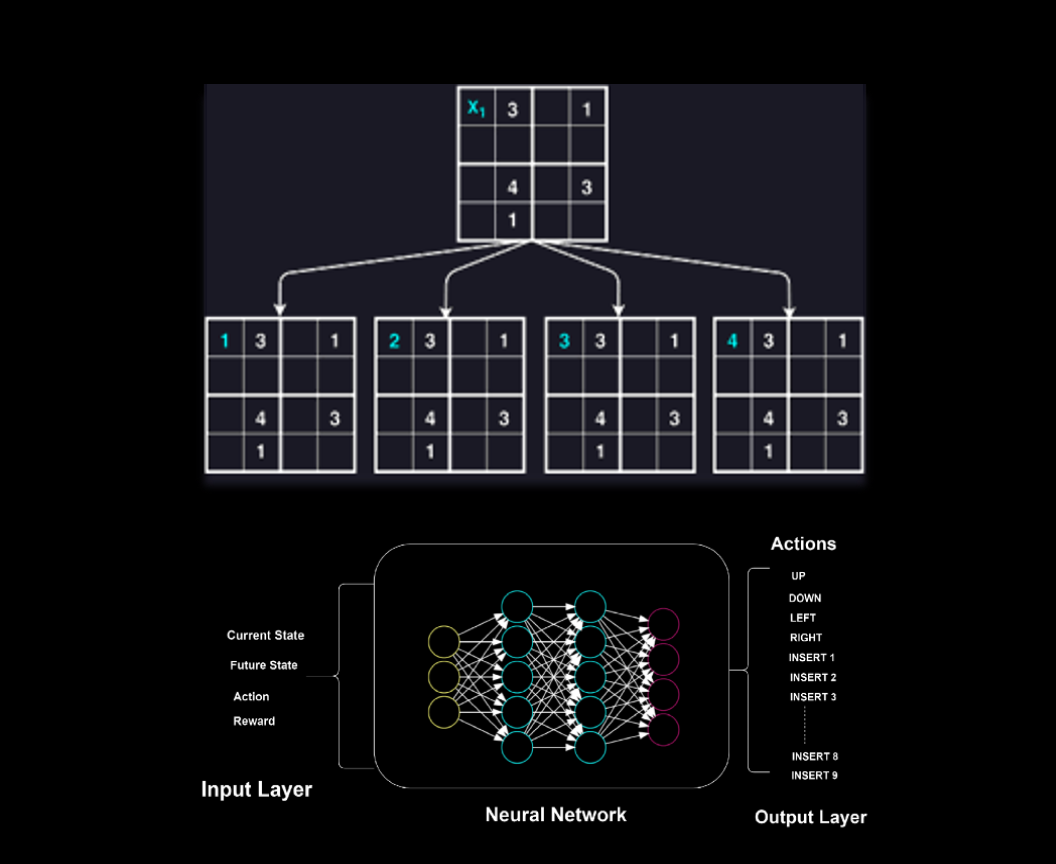 X₁ 3 1
4 3
1
1 3 1
4 3
1
2 3 1
4 3
1
3 3 1
4 3
1
4 3 1
4 3
1
Current State
Future State
Action
Reward
Input Layer
Neural Network
Actions
UP
DOWN
LEFT
RIGHT
INSERT 1
INSERT 2
INSERT 3
INSERT 8
INSERT 9
Output Layer